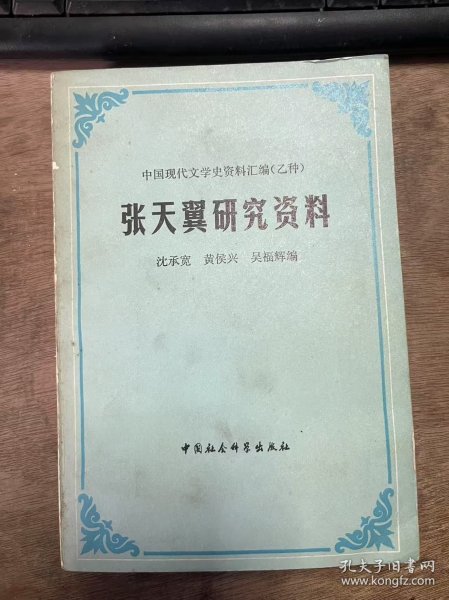 中国现代文学史资料汇编（乙种）
张天翼研究资料
沈承宽 黄侯兴 吴福辉编
中国社会科学出版社
孔夫子旧书网
www.kongfz.com